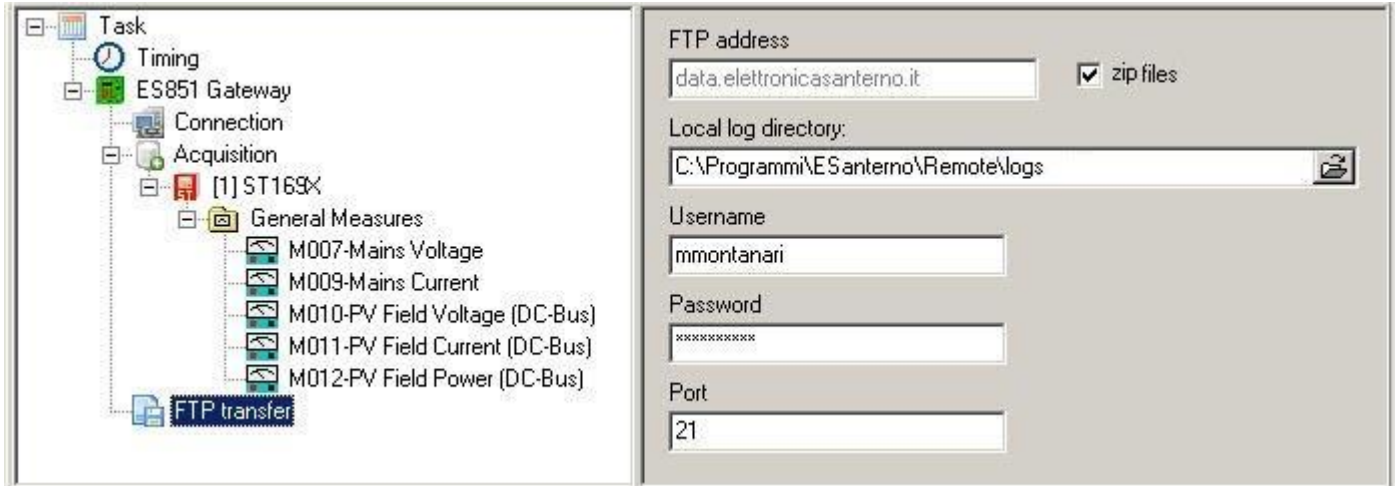 Task
Timing
ES851 Gateway
Connection
Acquisition
[1] ST169X
General Measures
M007-Mains Voltage
M009-Mains Current
M010-PV Field Voltage (DC-Bus)
M011-PV Field Current (DC-Bus)
M012-PV Field Power (DC-Bus)
FTP transfer
FTP address
data.elettronicasanterno.it
zip files
Local log directory:
C:\Programmi\ESanterno\Remote\logs
Username
mmontanari
Password
**********
Port
21